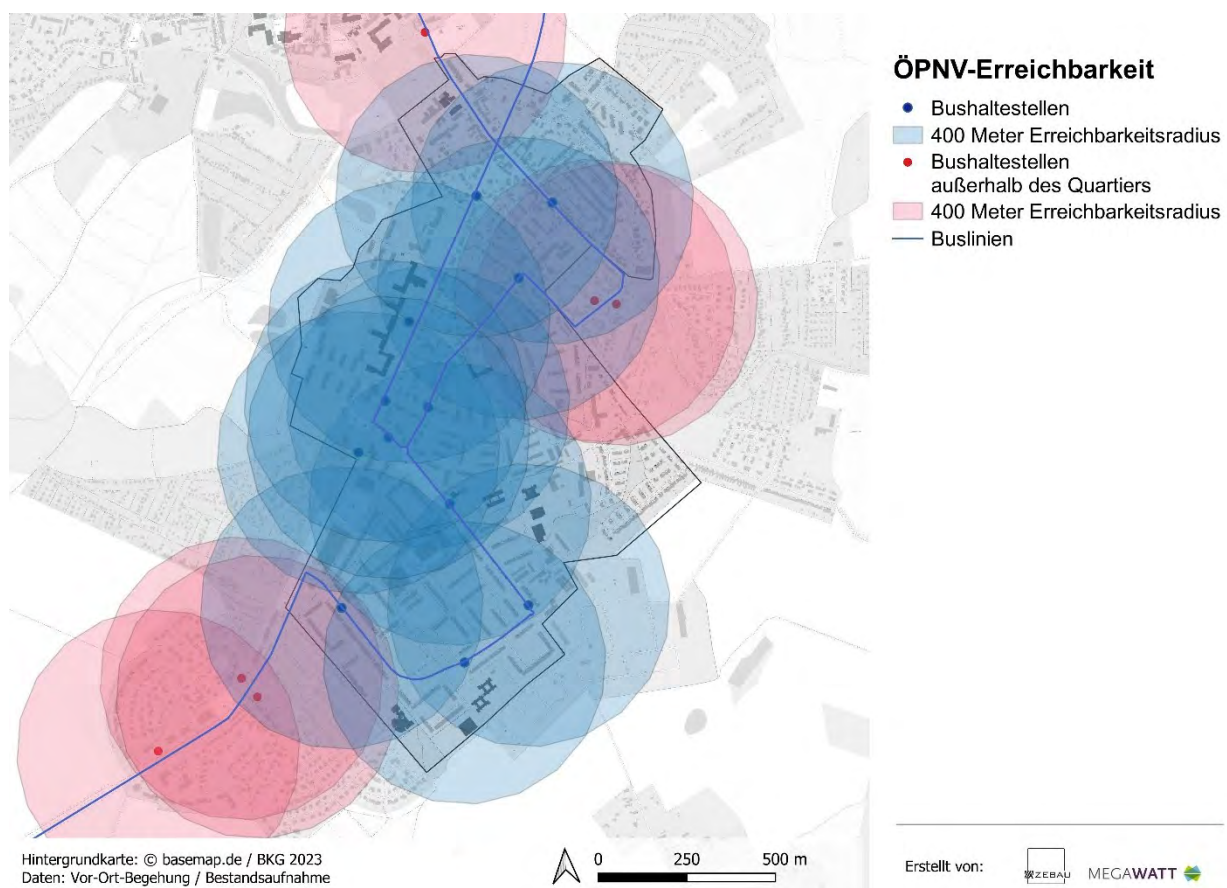 ÖPNV-Erreichbarkeit
Bushaltestellen
400 Meter Erreichbarkeitsradius
Bushaltestellen
außerhalb des Quartiers
400 Meter Erreichbarkeitsradius
Buslinien
Hintergrundkarte: © basemap.de / BKG 2023
Daten: Vor-Ort-Begehung / Bestandsaufnahme
0 250 500 m
Erstellt von:
ZEBAU
MEGAWATT